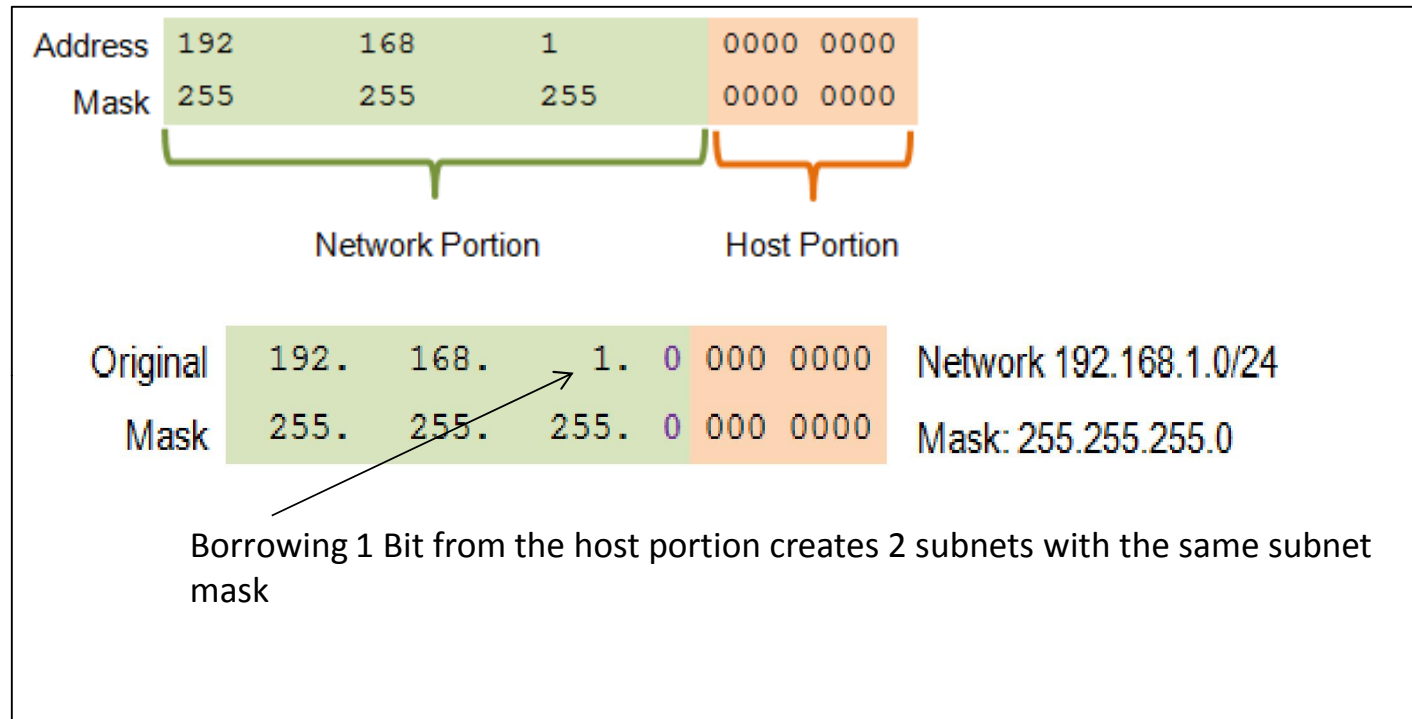 Address 192 168 1 0000 0000
Mask 255 255 255 0000 0000
Network Portion Host Portion
Original 192. 168. 1. 0 000 0000 Network 192.168.1.0/24
Mask 255. 255. 255. 0 000 0000 Mask: 255.255.255.0
Borrowing 1 Bit from the host portion creates 2 subnets with the same subnet
mask